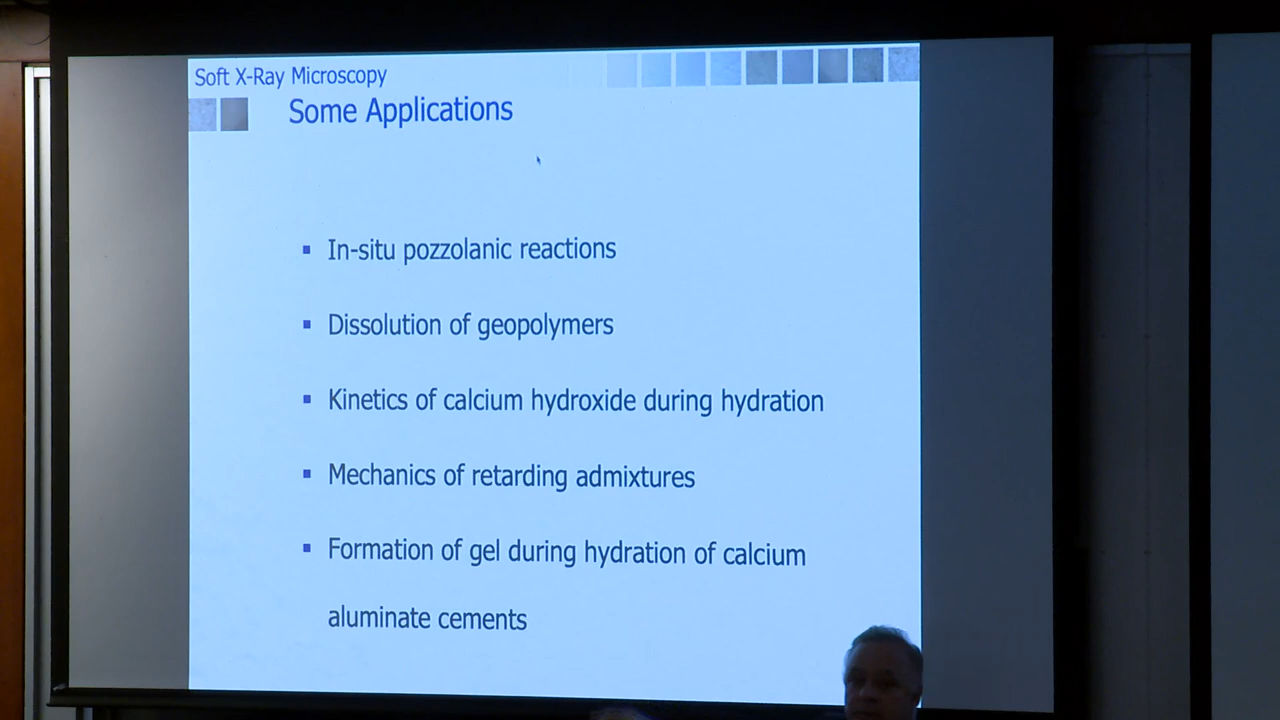 Soft X-Ray Microscopy
Some Applications
▪ In-situ pozzolanic reactions
▪ Dissolution of geopolymers
▪ Kinetics of calcium hydroxide during hydration
▪ Mechanics of retarding admixtures
▪ Formation of gel during hydration of calcium
aluminate cements